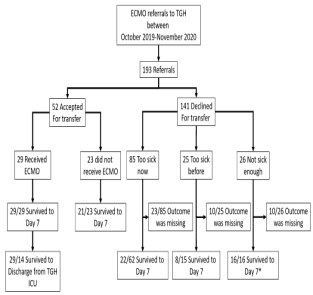 ECMO referrals to TGH
between
October 2019-November 2020
193 Referrals
52 Accepted
For transfer
141 Declined
For transfer
29 Received
ECMO
23 did not
receive ECMO
85 Too sick
now
25 Too sick
before
26 Not sick
enough
29/29 Survived to
Day 7
21/23 Survived to
Day 7
23/85 Outcome
was missing
10/25 Outcome
was missing
10/26 Outcome
was missing
29/14 Survived to
Discharge from TGH
ICU
22/62 Survived to
Day 7
8/15 Survived to
Day 7
16/16 Survived to
Day 7*